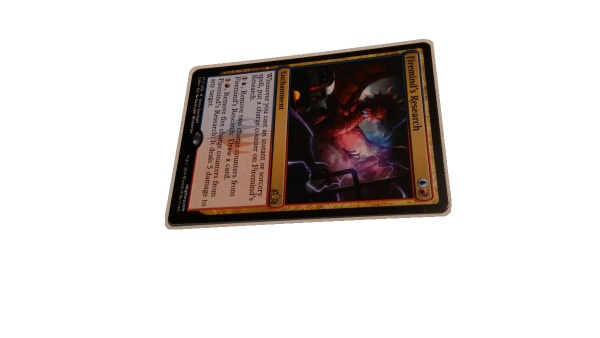 Firemind's Research
Enchantment
Whenever you cast an instant or sorcery
spell, put a charge counter on Firemind's
Research.
Remove two charge counters from
Firemind's Research: Draw a card.
Remove five charge counters from
Firemind's Research: It deals 5 damage to
any target.